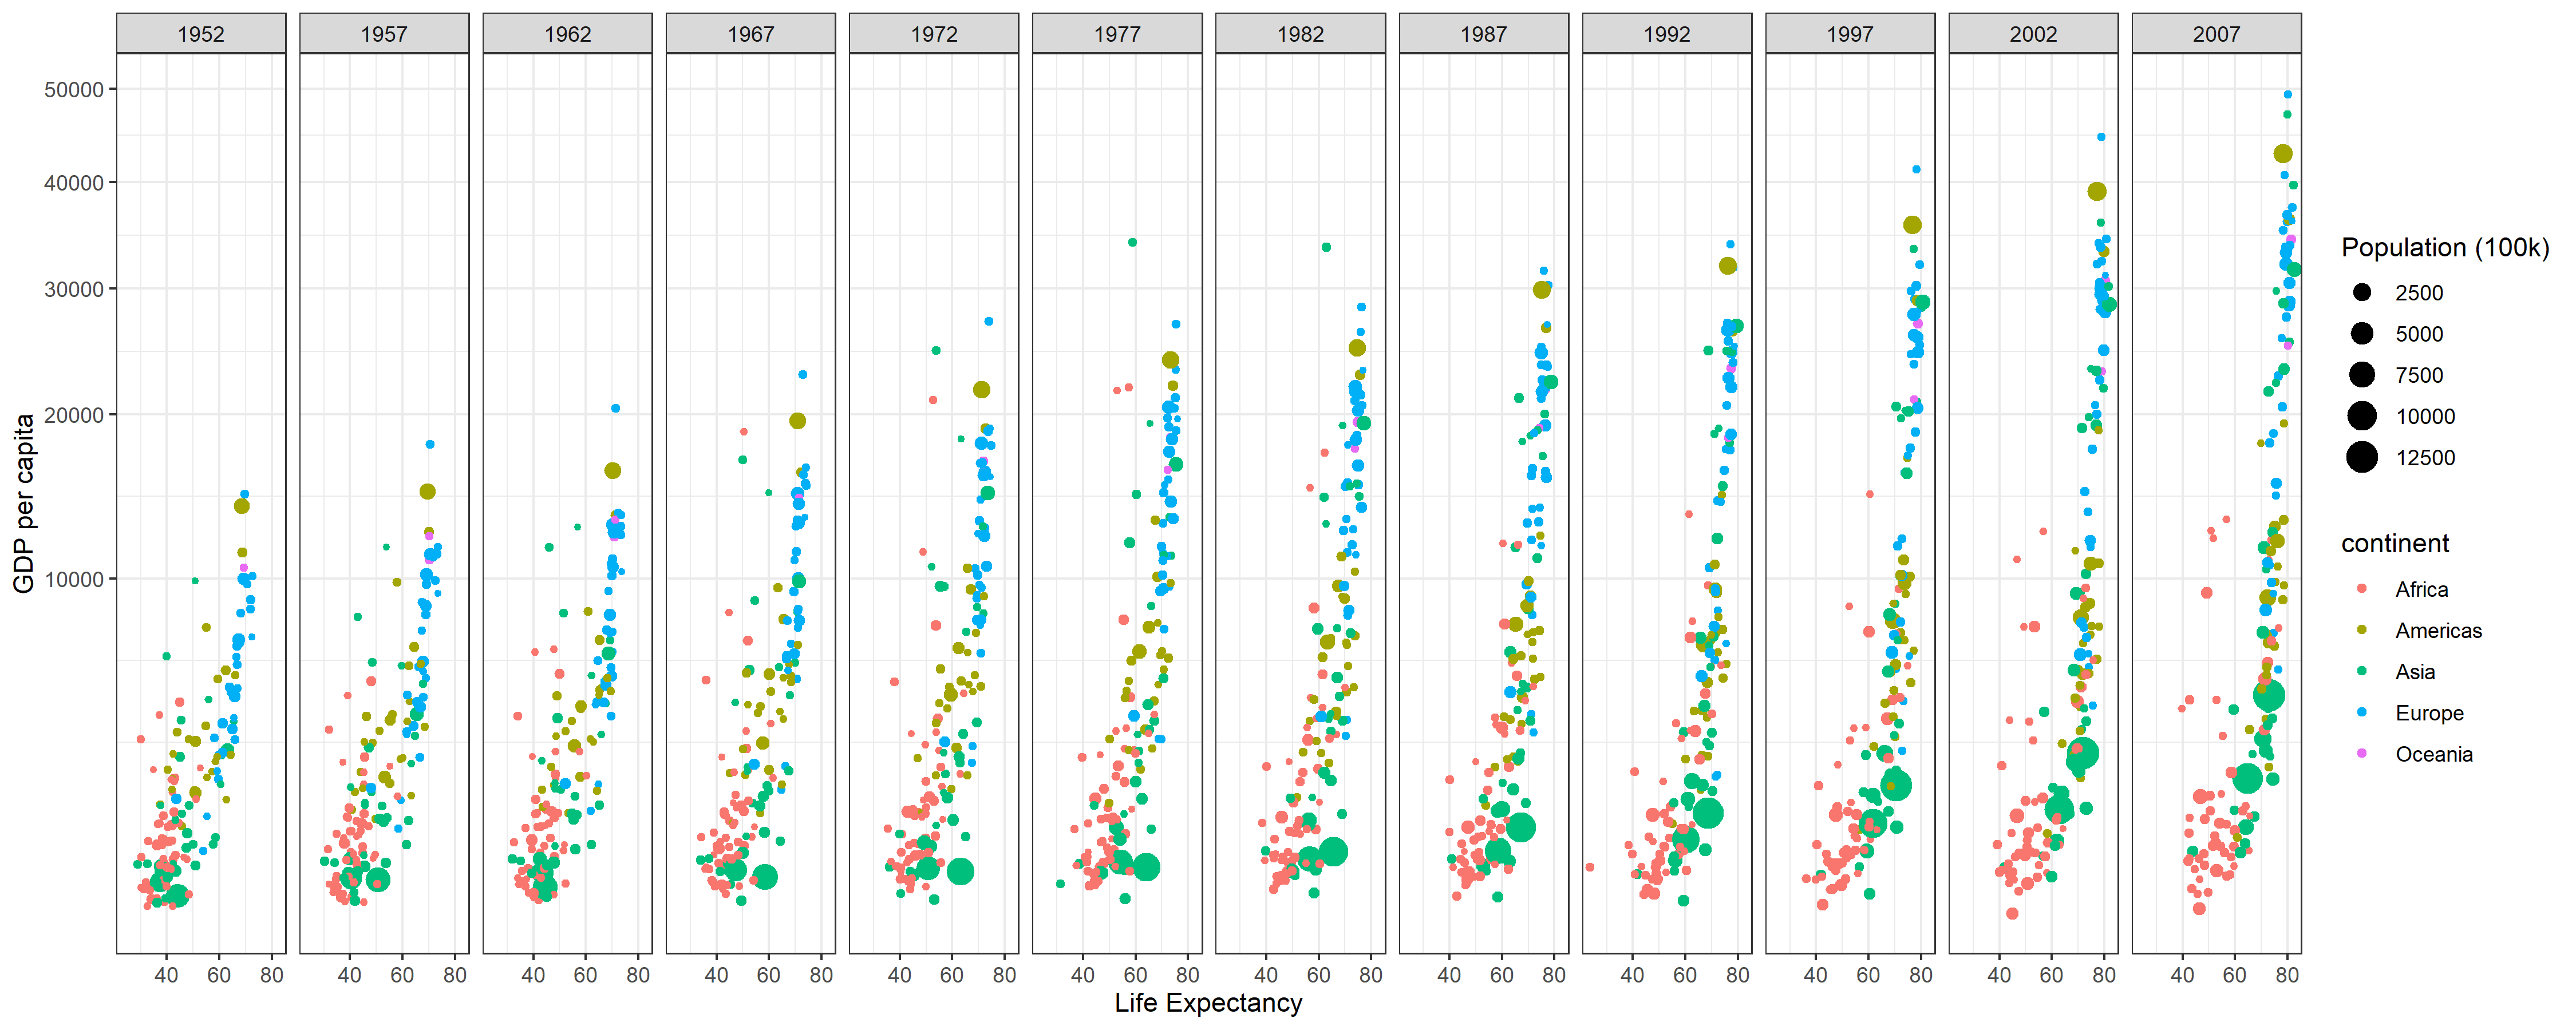 1952 1957 1962 1967 1972 1977 1982 1987 1992 1997 2002 2007
50000
40000
30000
20000
10000
GDP per capita
40 60 80 40 60 80 40 60 80 40 60 80 40 60 80 40 60 80 40 60 80 40 60 80 40 60 80 40 60 80 40 60 80 40 60 80
Life Expectancy
Population (100k)
2500
5000
7500
10000
12500
continent
Africa
Americas
Asia
Europe
Oceania